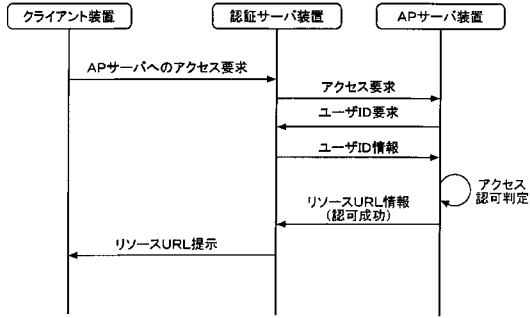 クライアント装置
認証サーバ装置
APサーバ装置
APサーバへのアクセス要求
アクセス要求
ユーザID要求
ユーザID情報
アクセス
認可判定
リソースURL情報
(認可成功)
リソースURL提示